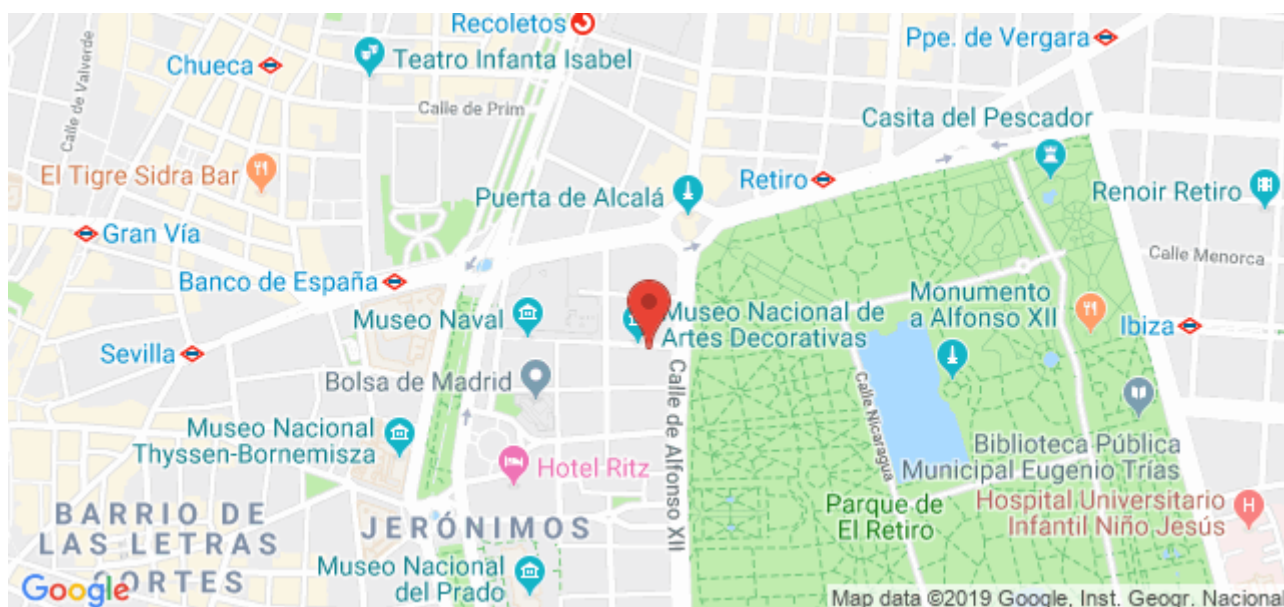 Recoletos
Ppe. de Vergara
Chueca
Teatro Infanta Isabel
Calle de Valverde
Calle de Prim
Casita del Pescador
El Tigre Sidra Bar
Puerta de Alcalá
Retiro
Renoir Retiro
Gran Vía
Calle Menorca
Banco de España
Museo Naval
Museo Nacional de
Artes Decorativas
Monumento
a Alfonso XII
Ibiza
Sevilla
Bolsa de Madrid
Calle de Alfonso XII
Calle Nicaragua
Museo Nacional
Thyssen-Bornemisza
Hotel Ritz
Biblioteca Pública
Municipal Eugenio Trías
Parque de
El Retiro
Hospital Universitario
Infantil Niño Jesús
H
BARRIO DE
LAS LETRAS
JERÓNIMOS
CORTES
Museo Nacional
del Prado
Google
Map data ©2019 Google, Inst. Geogr. Naciona